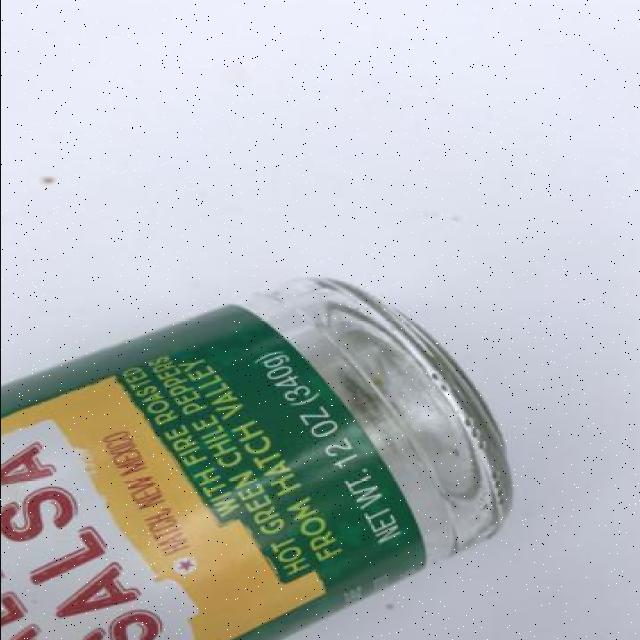 SALSA
HATCH, NEW MEXICO
WITH FIRE ROASTED
HOT GREEN CHILE PEPPERS
FROM HATCH VALLEY
NET WT. 12 OZ (340g)